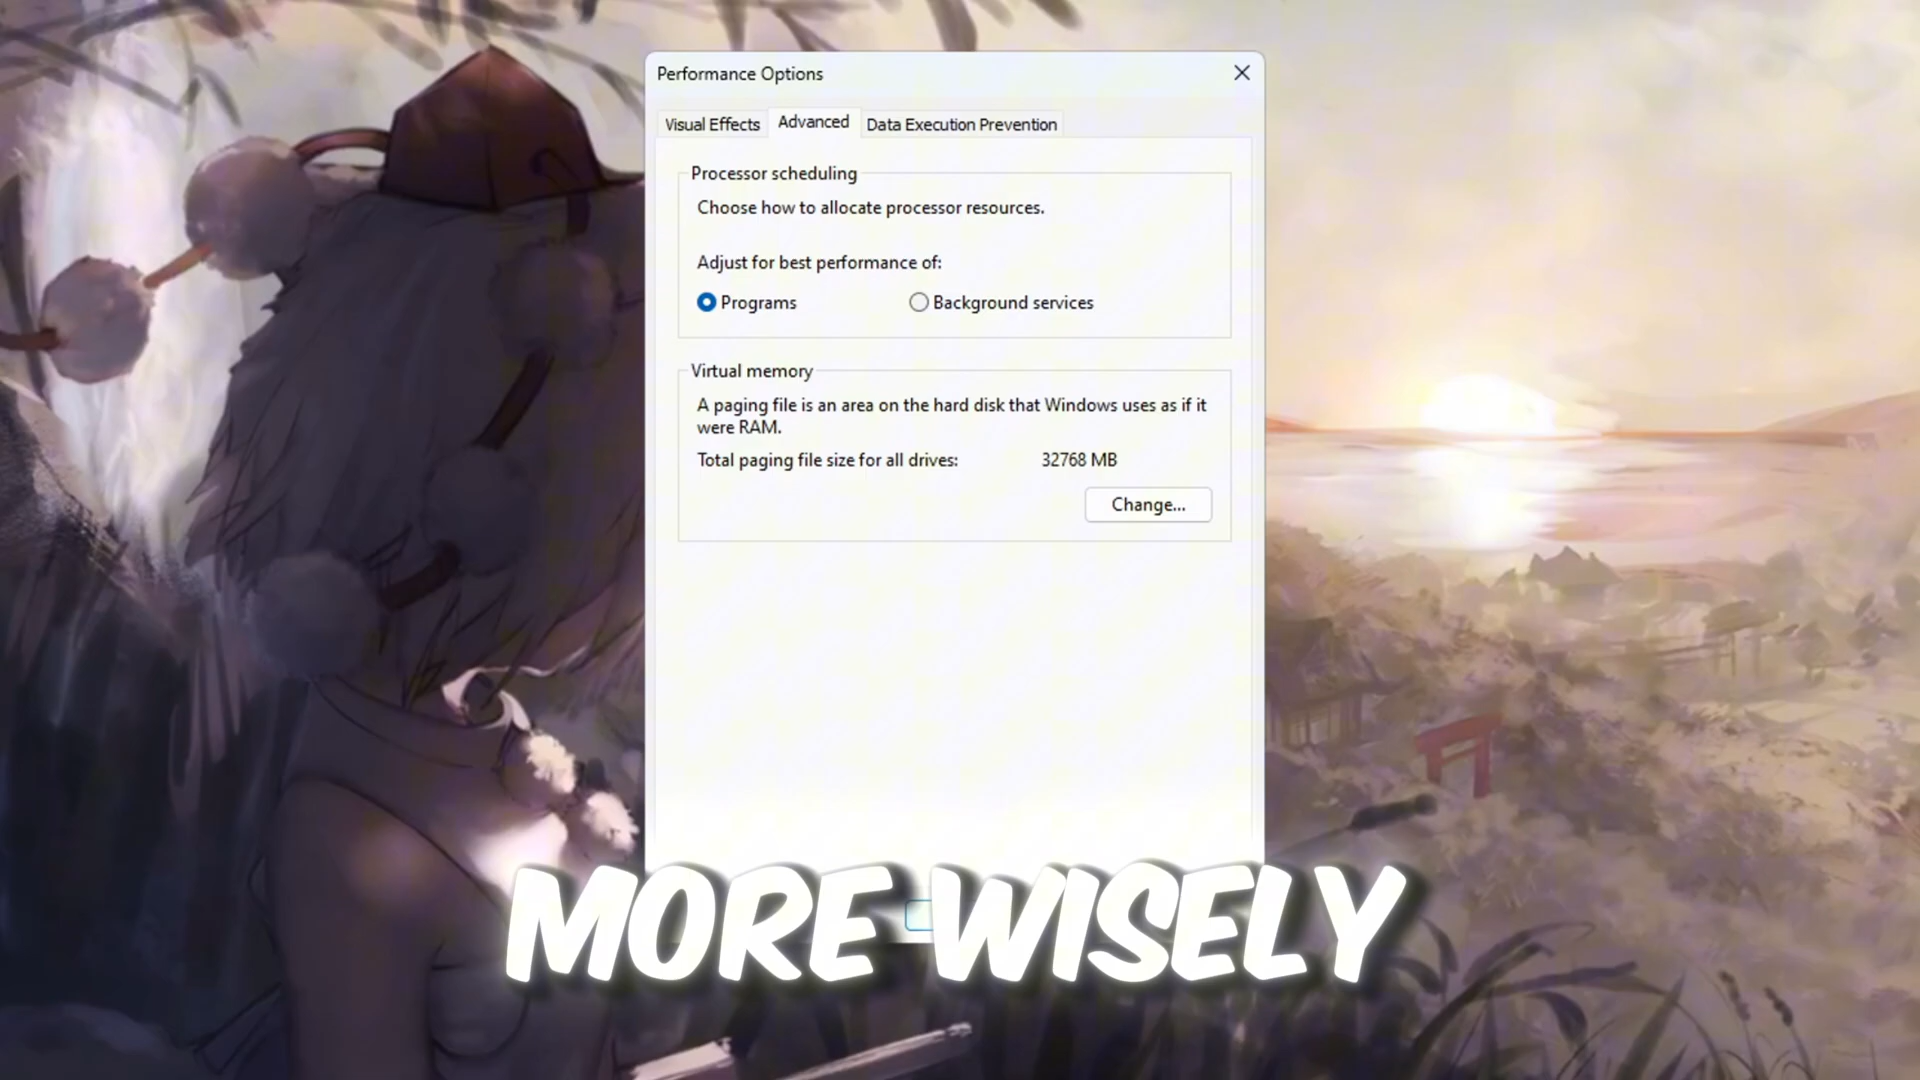 Performance Options
Visual Effects
Advanced
Data Execution Prevention
Processor scheduling
Choose how to allocate processor resources.
Adjust for best performance of:
Programs
Background services
Virtual memory
A paging file is an area on the hard disk that Windows uses as if it
were RAM.
Total paging file size for all drives: 32768 MB
Change...
MORE WISELY